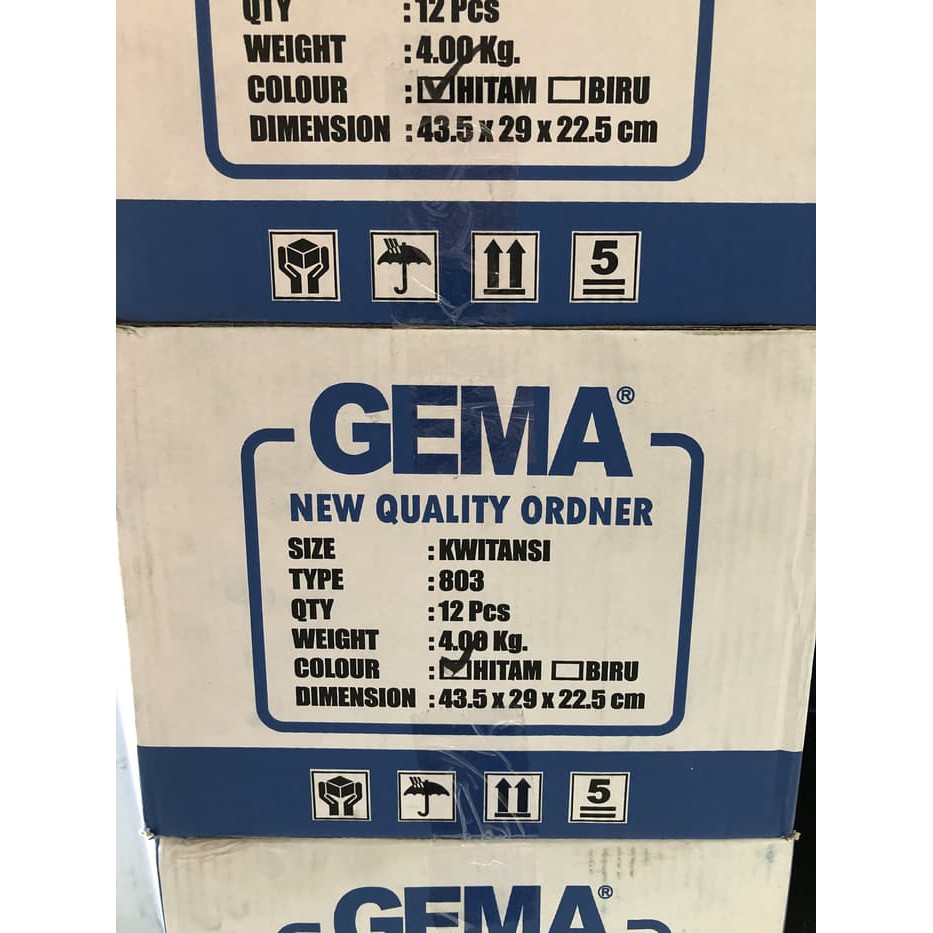 QTY : 12 Pcs
WEIGHT : 4.00 Kg.
COLOUR : HITAM BIRU
DIMENSION : 43.5 x 29 x 22.5 cm
5
GEMA®
NEW QUALITY ORDNER
SIZE : KWITANSI
TYPE : 803
QTY : 12 Pcs
WEIGHT : 4.00 Kg.
COLOUR : HITAM BIRU
DIMENSION : 43.5 x 29 x 22.5 cm
5
GEMA®